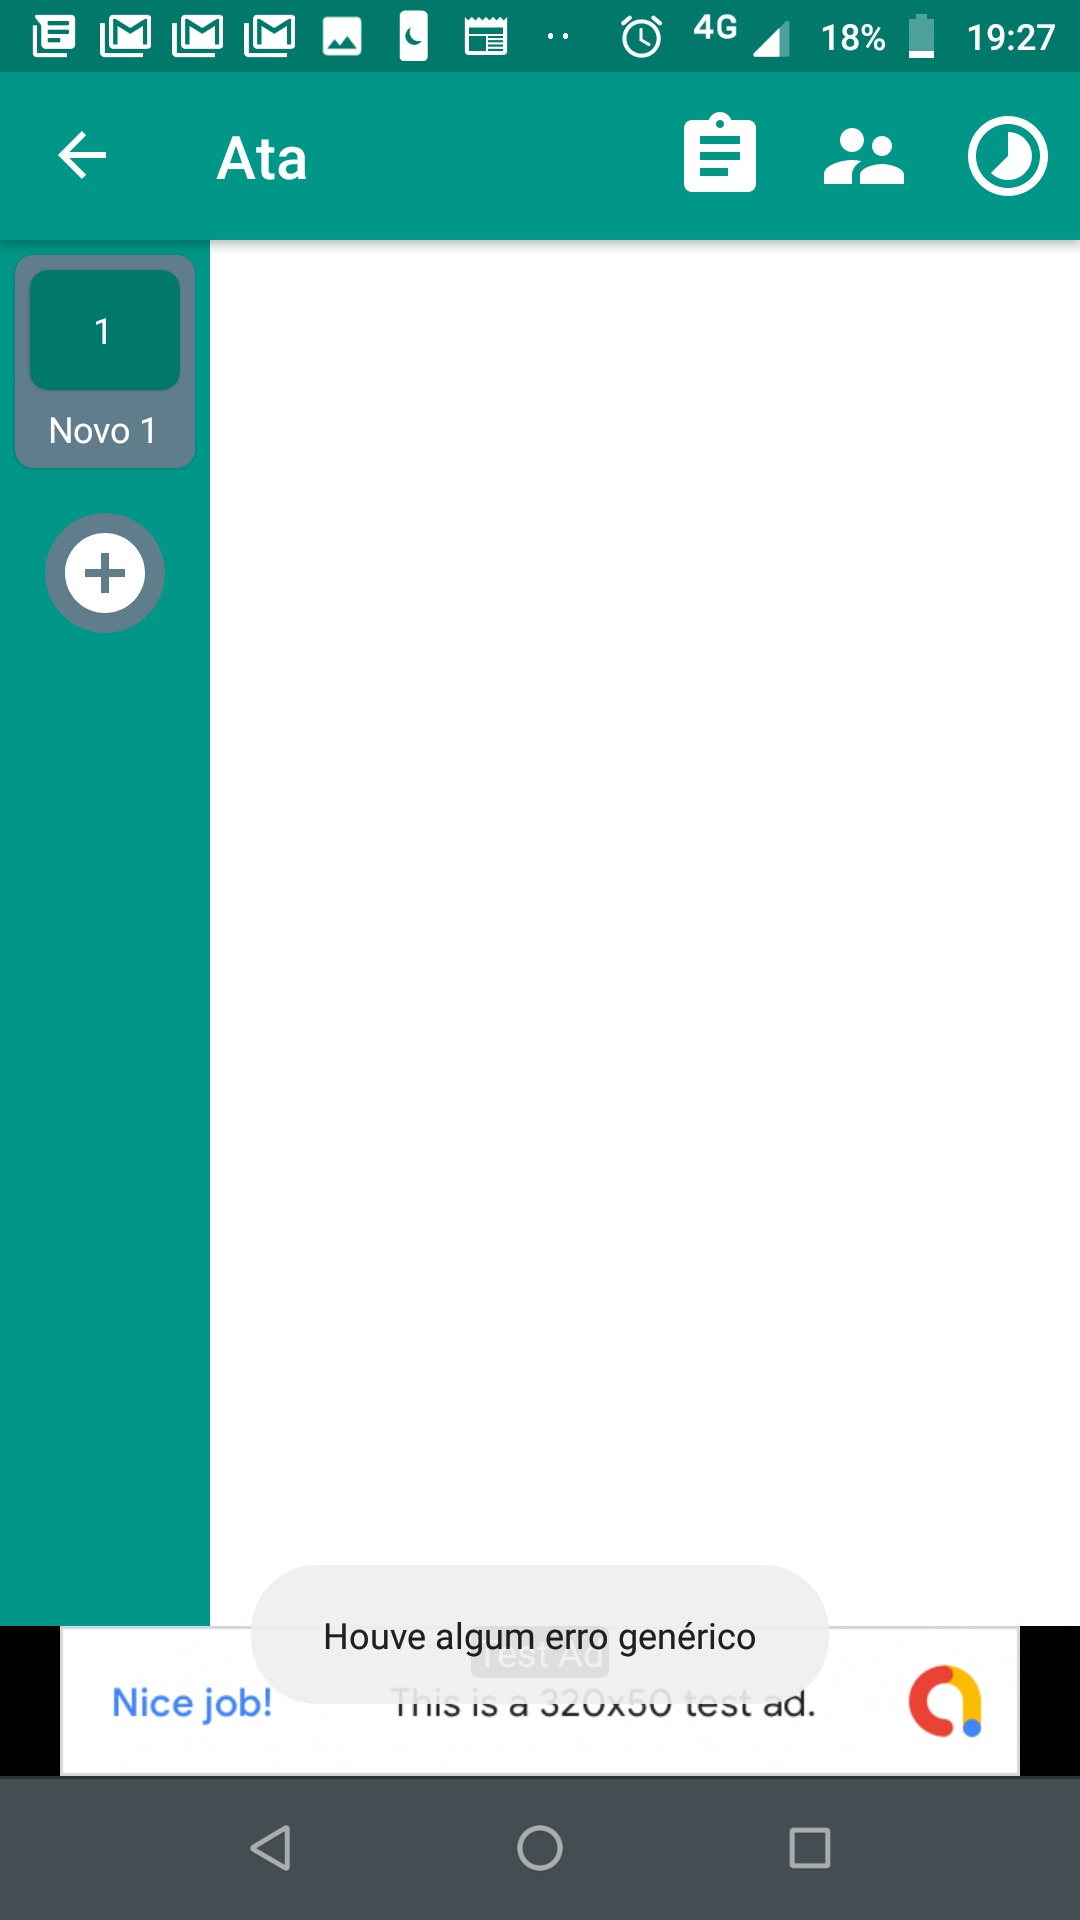 4G 18% 19:27
Ata
1
Novo 1
Houve algum erro genérico
Test Ad
Nice job! This is a 320x50 test ad.